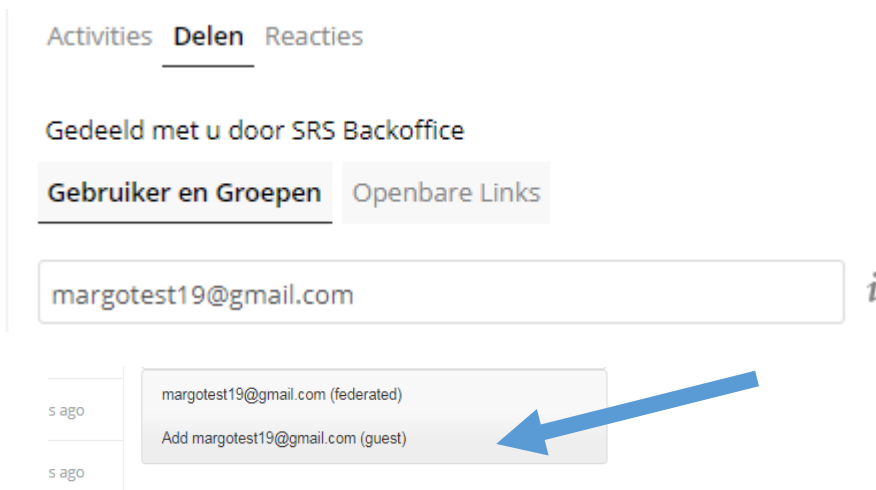 Activities Delen Reacties
Gedeeld met u door SRS Backoffice
Gebruiker en Groepen Openbare Links
margotest19@gmail.com i
margotest19@gmail.com (federated)
s ago
Add margotest19@gmail.com (guest)
s ago